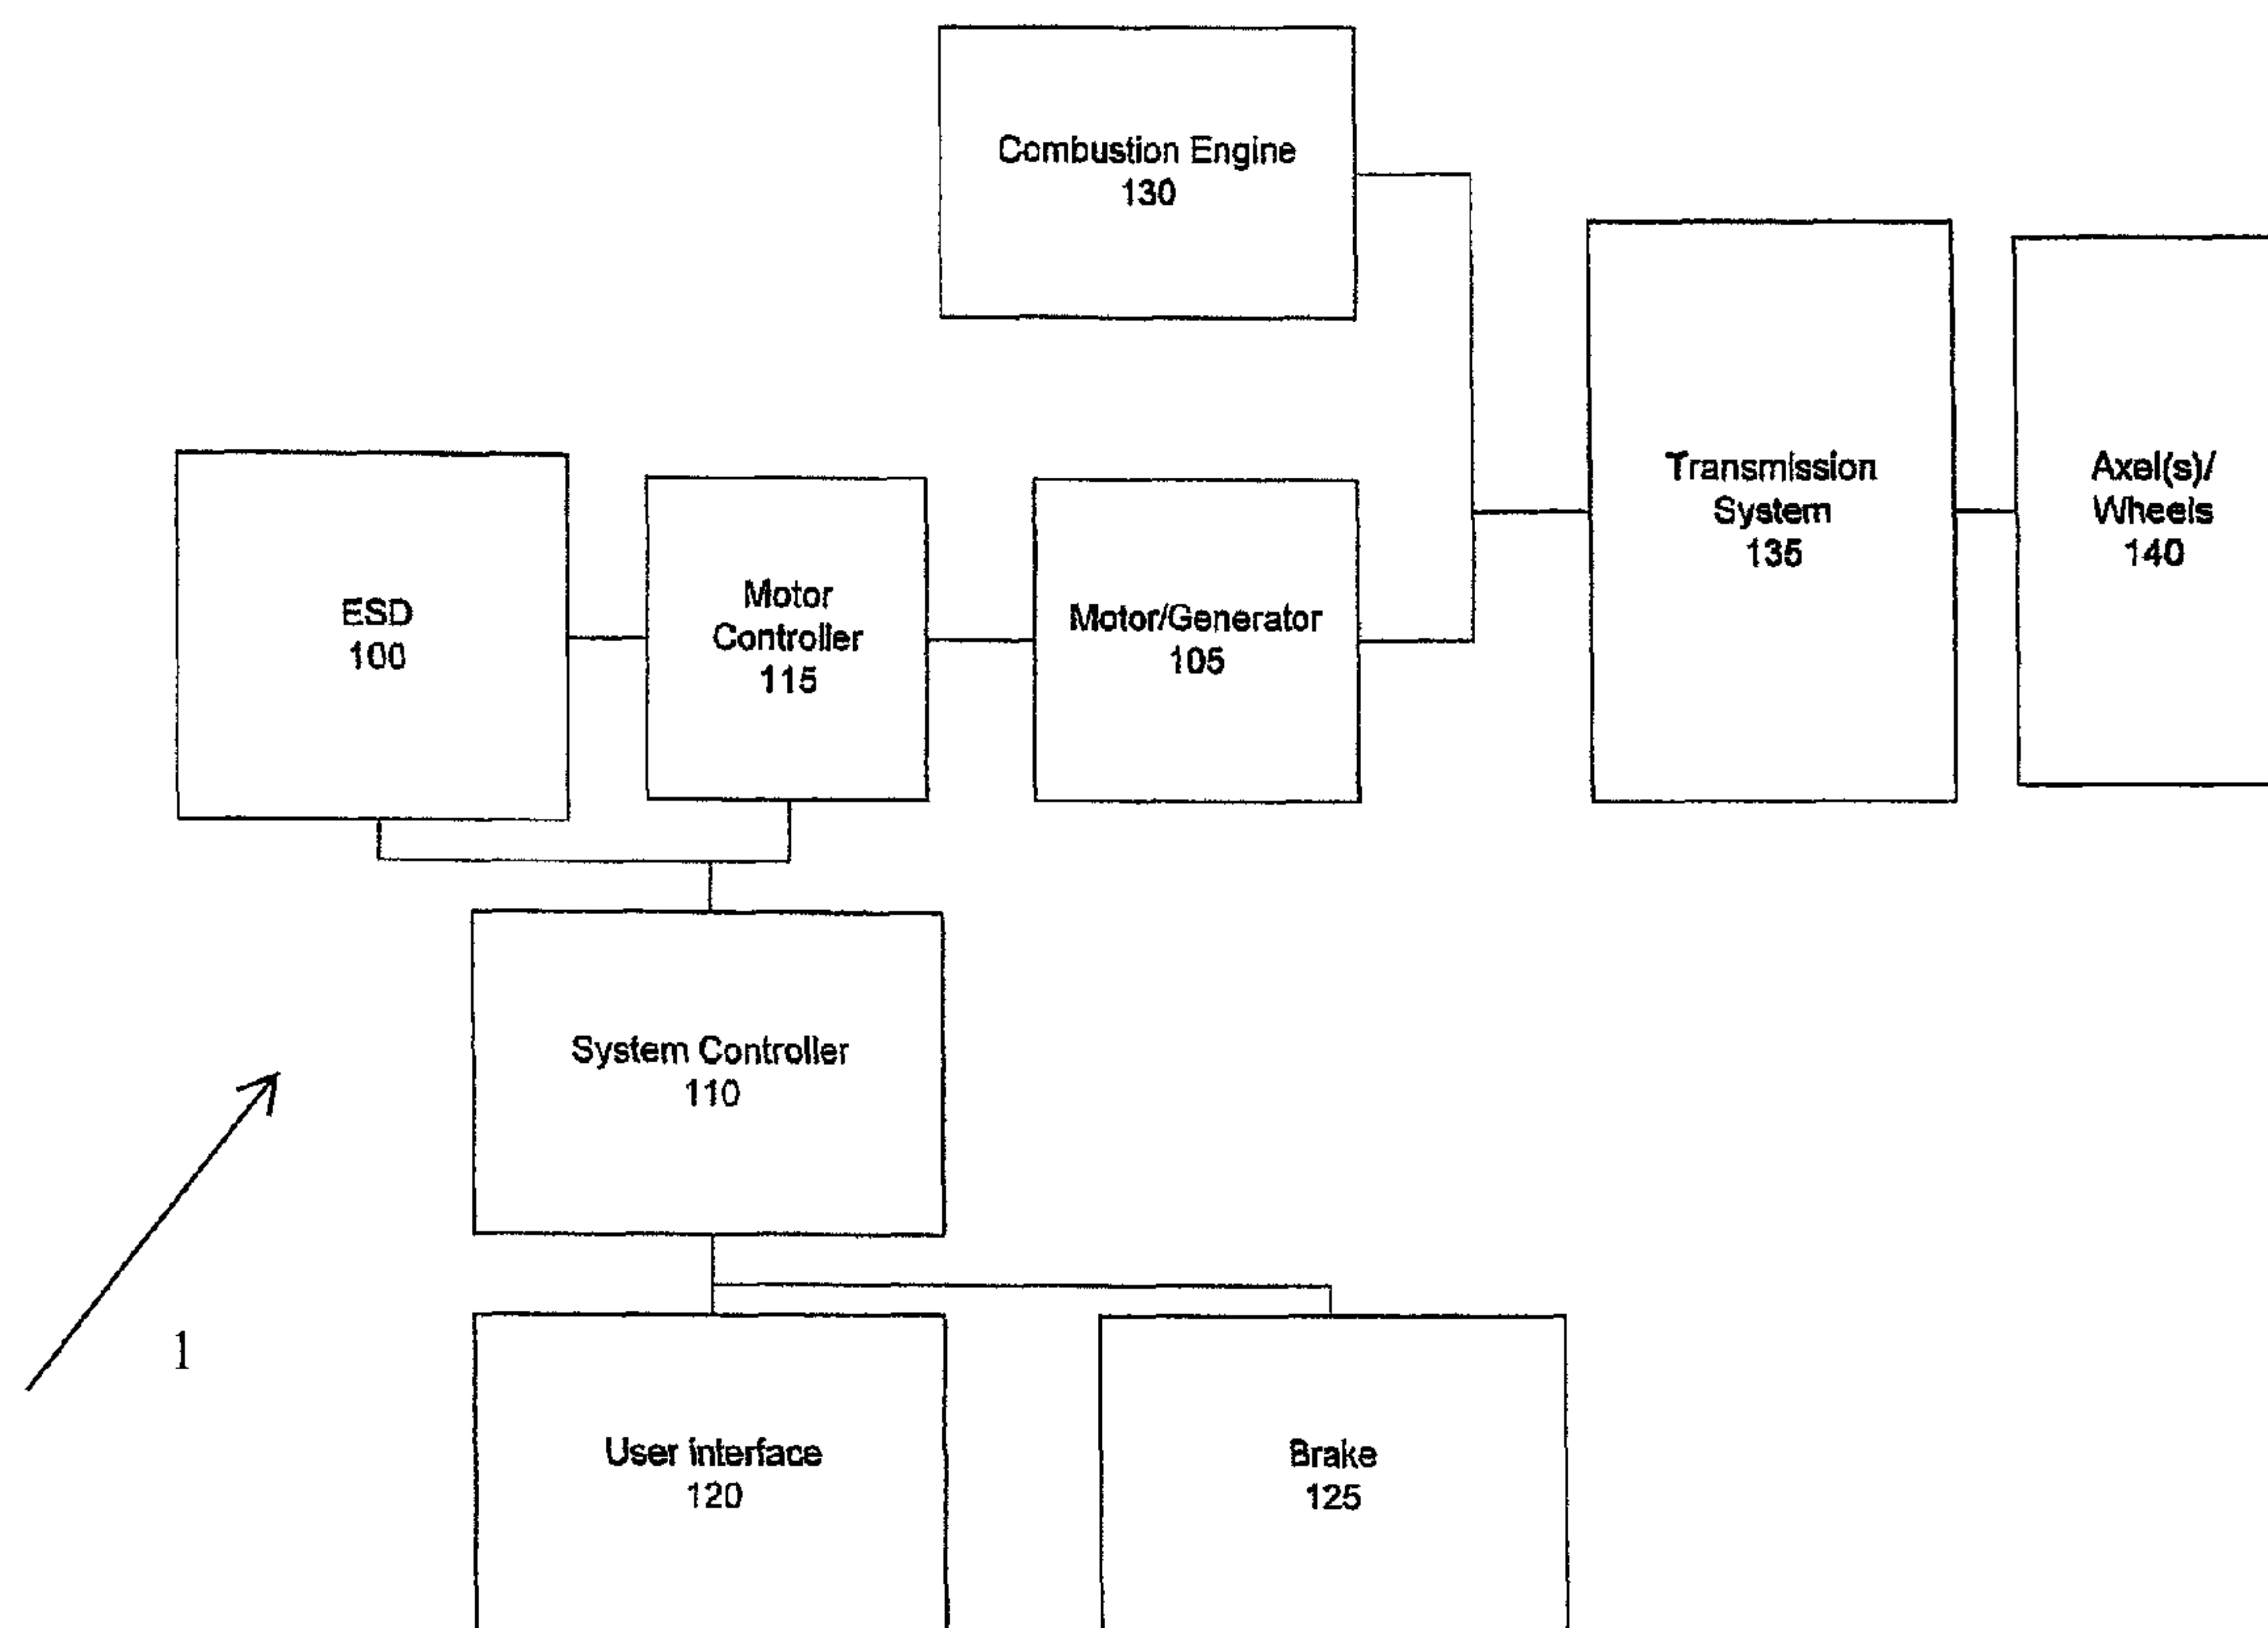 Combustion Engine
130
Transmission
System
135
Axel(s)/
Wheels
140
ESD
100
Motor
Controller
115
Motor/Generator
105
System Controller
110
1
User interface
120
Brake
125